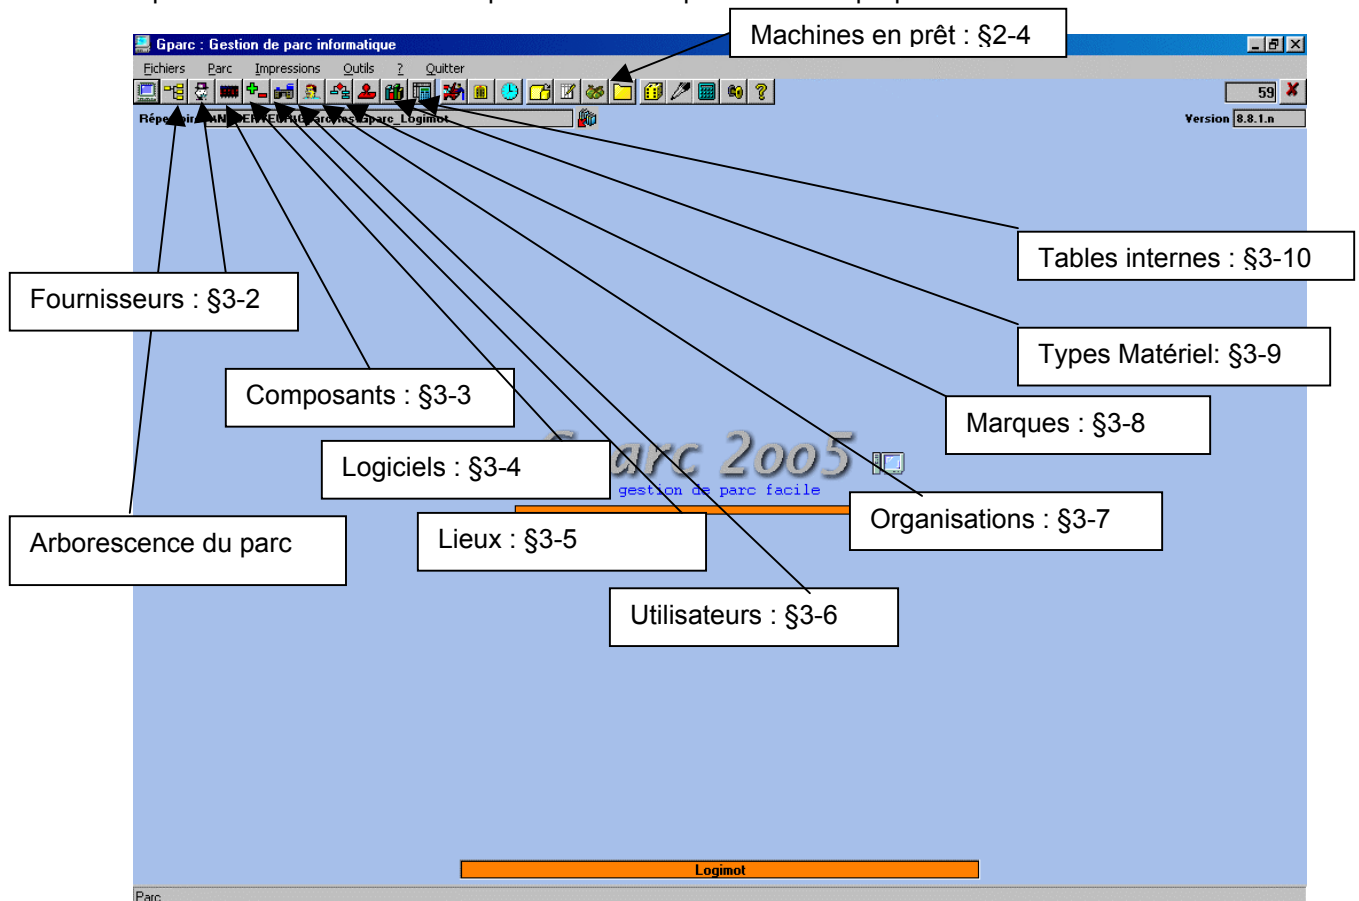 Machines en prêt : §2-4
Gparc : Gestion de parc informatique
Fichiers Parc Impressions Outils ? Quitter
59
Gparc_Logimot
Version 8.8.1.n
Tables internes : §3-10
Fournisseurs : §3-2
Types Matériel: §3-9
Composants : §3-3
Marques : §3-8
arc 2oo5
Logiciels : §3-4
gestion de parc facile
Organisations : §3-7
Arborescence du parc
Lieux : §3-5
Utilisateurs : §3-6
Logimot
Parc